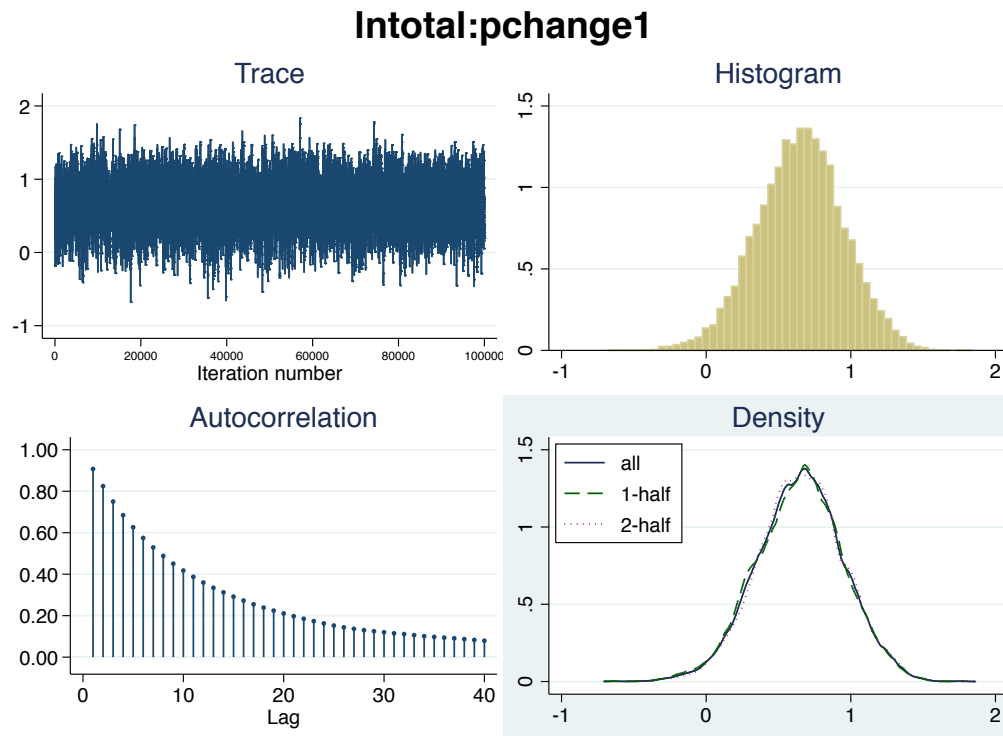 lntotal:pchange1
Trace
2
1
0
-1
0 20000 40000 60000 80000 100000
Iteration number
Histogram
1.5
1
.5
0
-1 0 1 2
Autocorrelation
1.00
0.80
0.60
0.40
0.20
0.00
0 10 20 30 40
Lag
Density
all
1-half
2-half
1.5
1
.5
0
-1 0 1 2